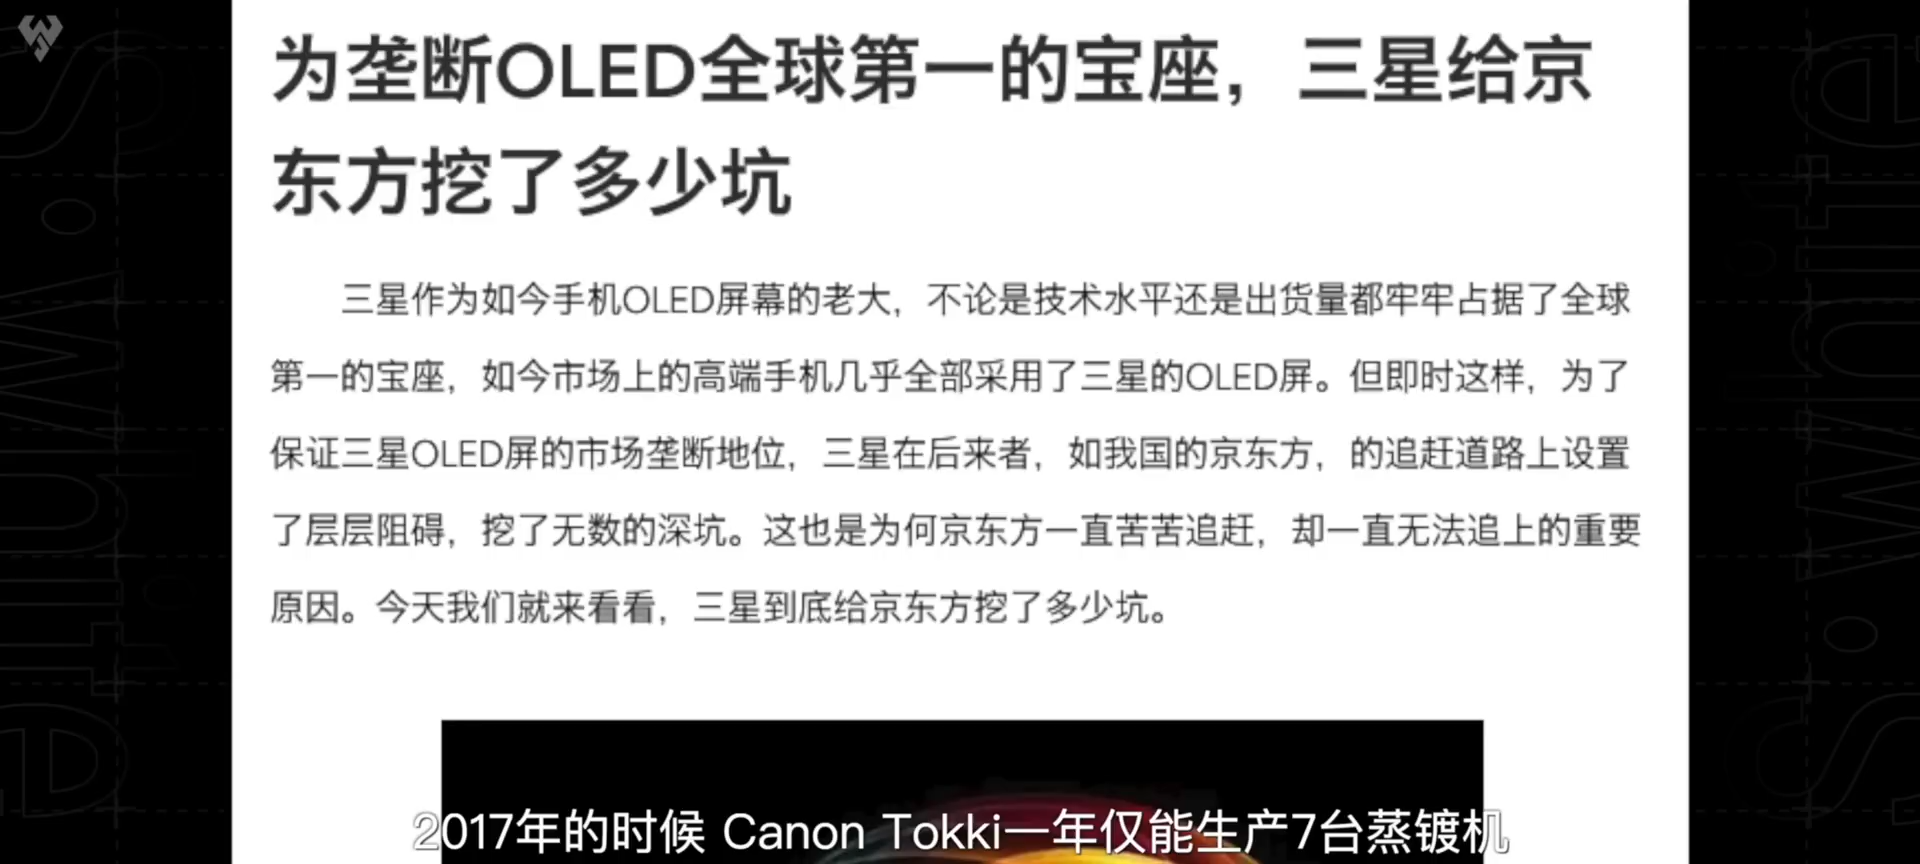 为垄断OLED全球第一的宝座，三星给京
东方挖了多少坑
三星作为如今手机OLED屏幕的老大，不论是技术水平还是出货量都牢牢占据了全球
第一的宝座，如今市场上的高端手机几乎全部采用了三星的OLED屏。但即时这样，为了
保证三星OLED屏的市场垄断地位，三星在后来者，如我国的京东方，的追赶道路上设置
了层层阻碍，挖了无数的深坑。这也是为何京东方一直苦苦追赶，却一直无法追上的重要
原因。今天我们就来看看，三星到底给京东方挖了多少坑。
2017年的时候 Canon Tokki一年仅能生产7台蒸镀机